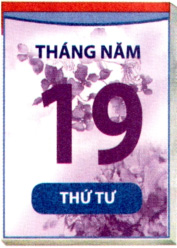 THÁNG NĂM
19
THỨ TƯ